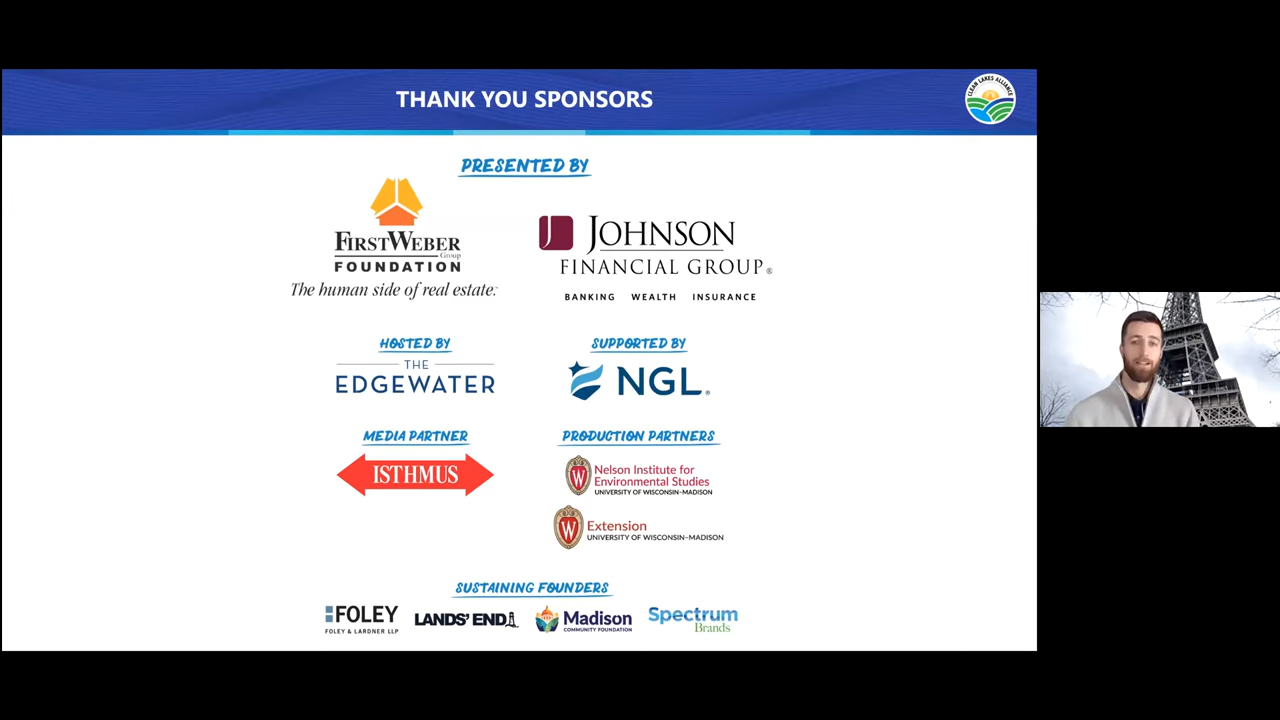 THANK YOU SPONSORS
CLEAN LAKES ALLIANCE
PRESENTED BY
FIRSTWEBER
Group
FOUNDATION
The human side of real estate.
J JOHNSON
FINANCIAL GROUP®
BANKING WEALTH INSURANCE
HOSTED BY
THE
EDGEWATER
SUPPORTED BY
NGL®
MEDIA PARTNER
ISTHMUS
PRODUCTION PARTNERS
W Nelson Institute for
Environmental Studies
UNIVERSITY OF WISCONSIN–MADISON
W Extension
UNIVERSITY OF WISCONSIN–MADISON
SUSTAINING FOUNDERS
FOLEY
FOLEY & LARDNER LLP
LANDS' END
Madison
COMMUNITY FOUNDATION
Spectrum
Brands